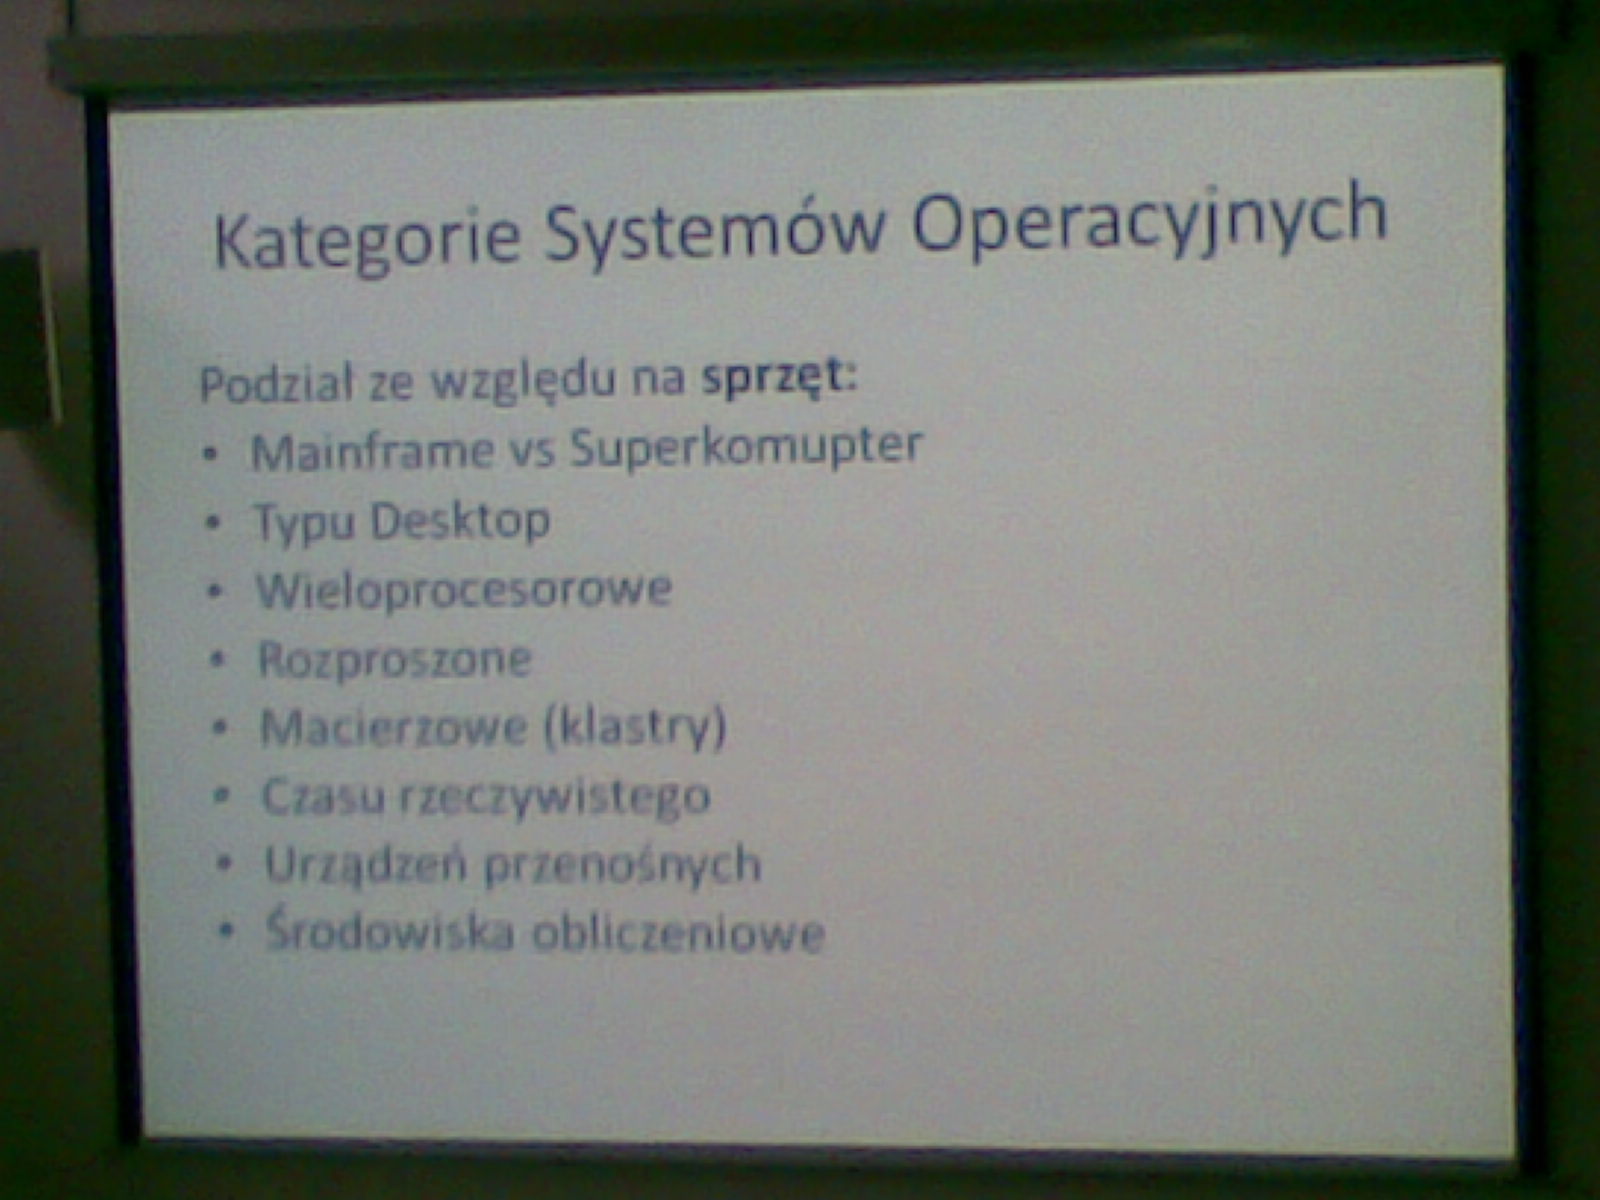 Kategorie Systemów Operacyjnych
Podział ze względu na sprzęt:
• Mainframe vs Superkomupter
• Typu Desktop
• Wieloprocesorowe
• Rozproszone
• Macierzowe (klastry)
• Czasu rzeczywistego
• Urządzeń przenośnych
• Środowiska obliczeniowe